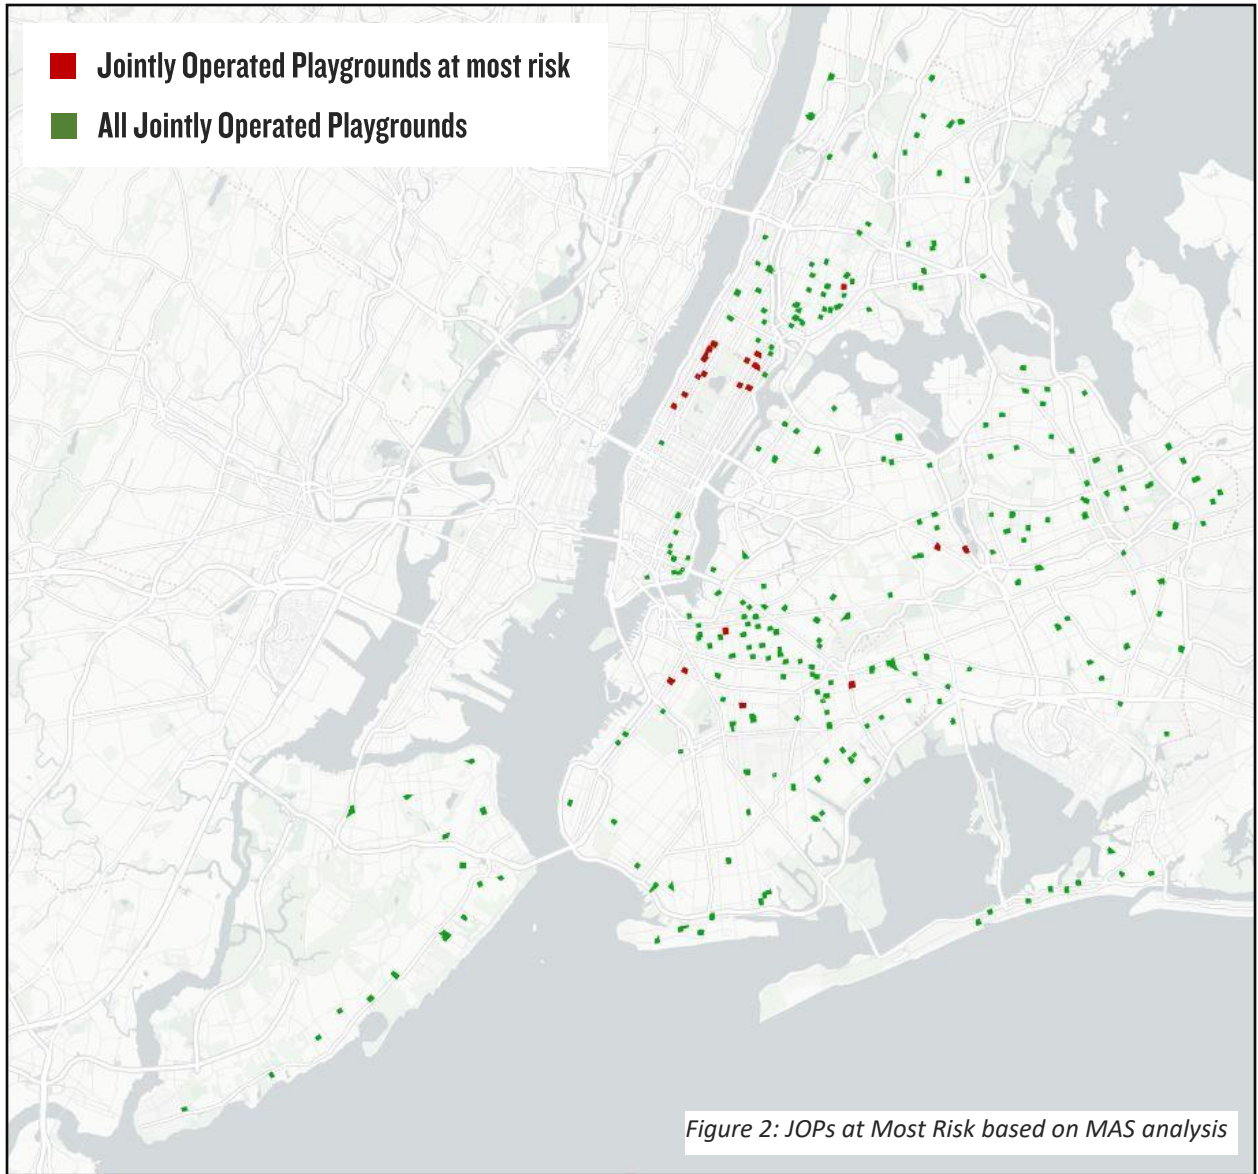 Jointly Operated Playgrounds at most risk
All Jointly Operated Playgrounds
Figure 2: JOPs at Most Risk based on MAS analysis